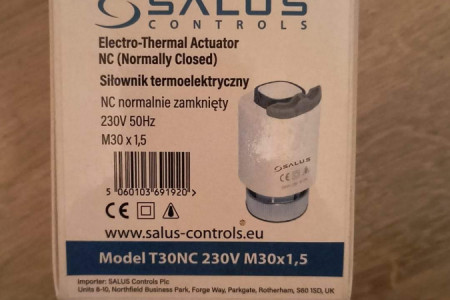 SALUS
CONTROLS
Electro-Thermal Actuator
NC (Normally Closed)
Siłownik termoelektryczny
NC normalnie zamknięty
230V 50Hz
M30 x 1,5
SALUS
5 060103 691920 >
www.salus-controls.eu
Model T30NC 230V M30x1,5
Importer: SALUS Controls Plc
Units 8-10, Northfield Business Park, Forge Way, Parkgate, Rotherham, S60 1SD, UK